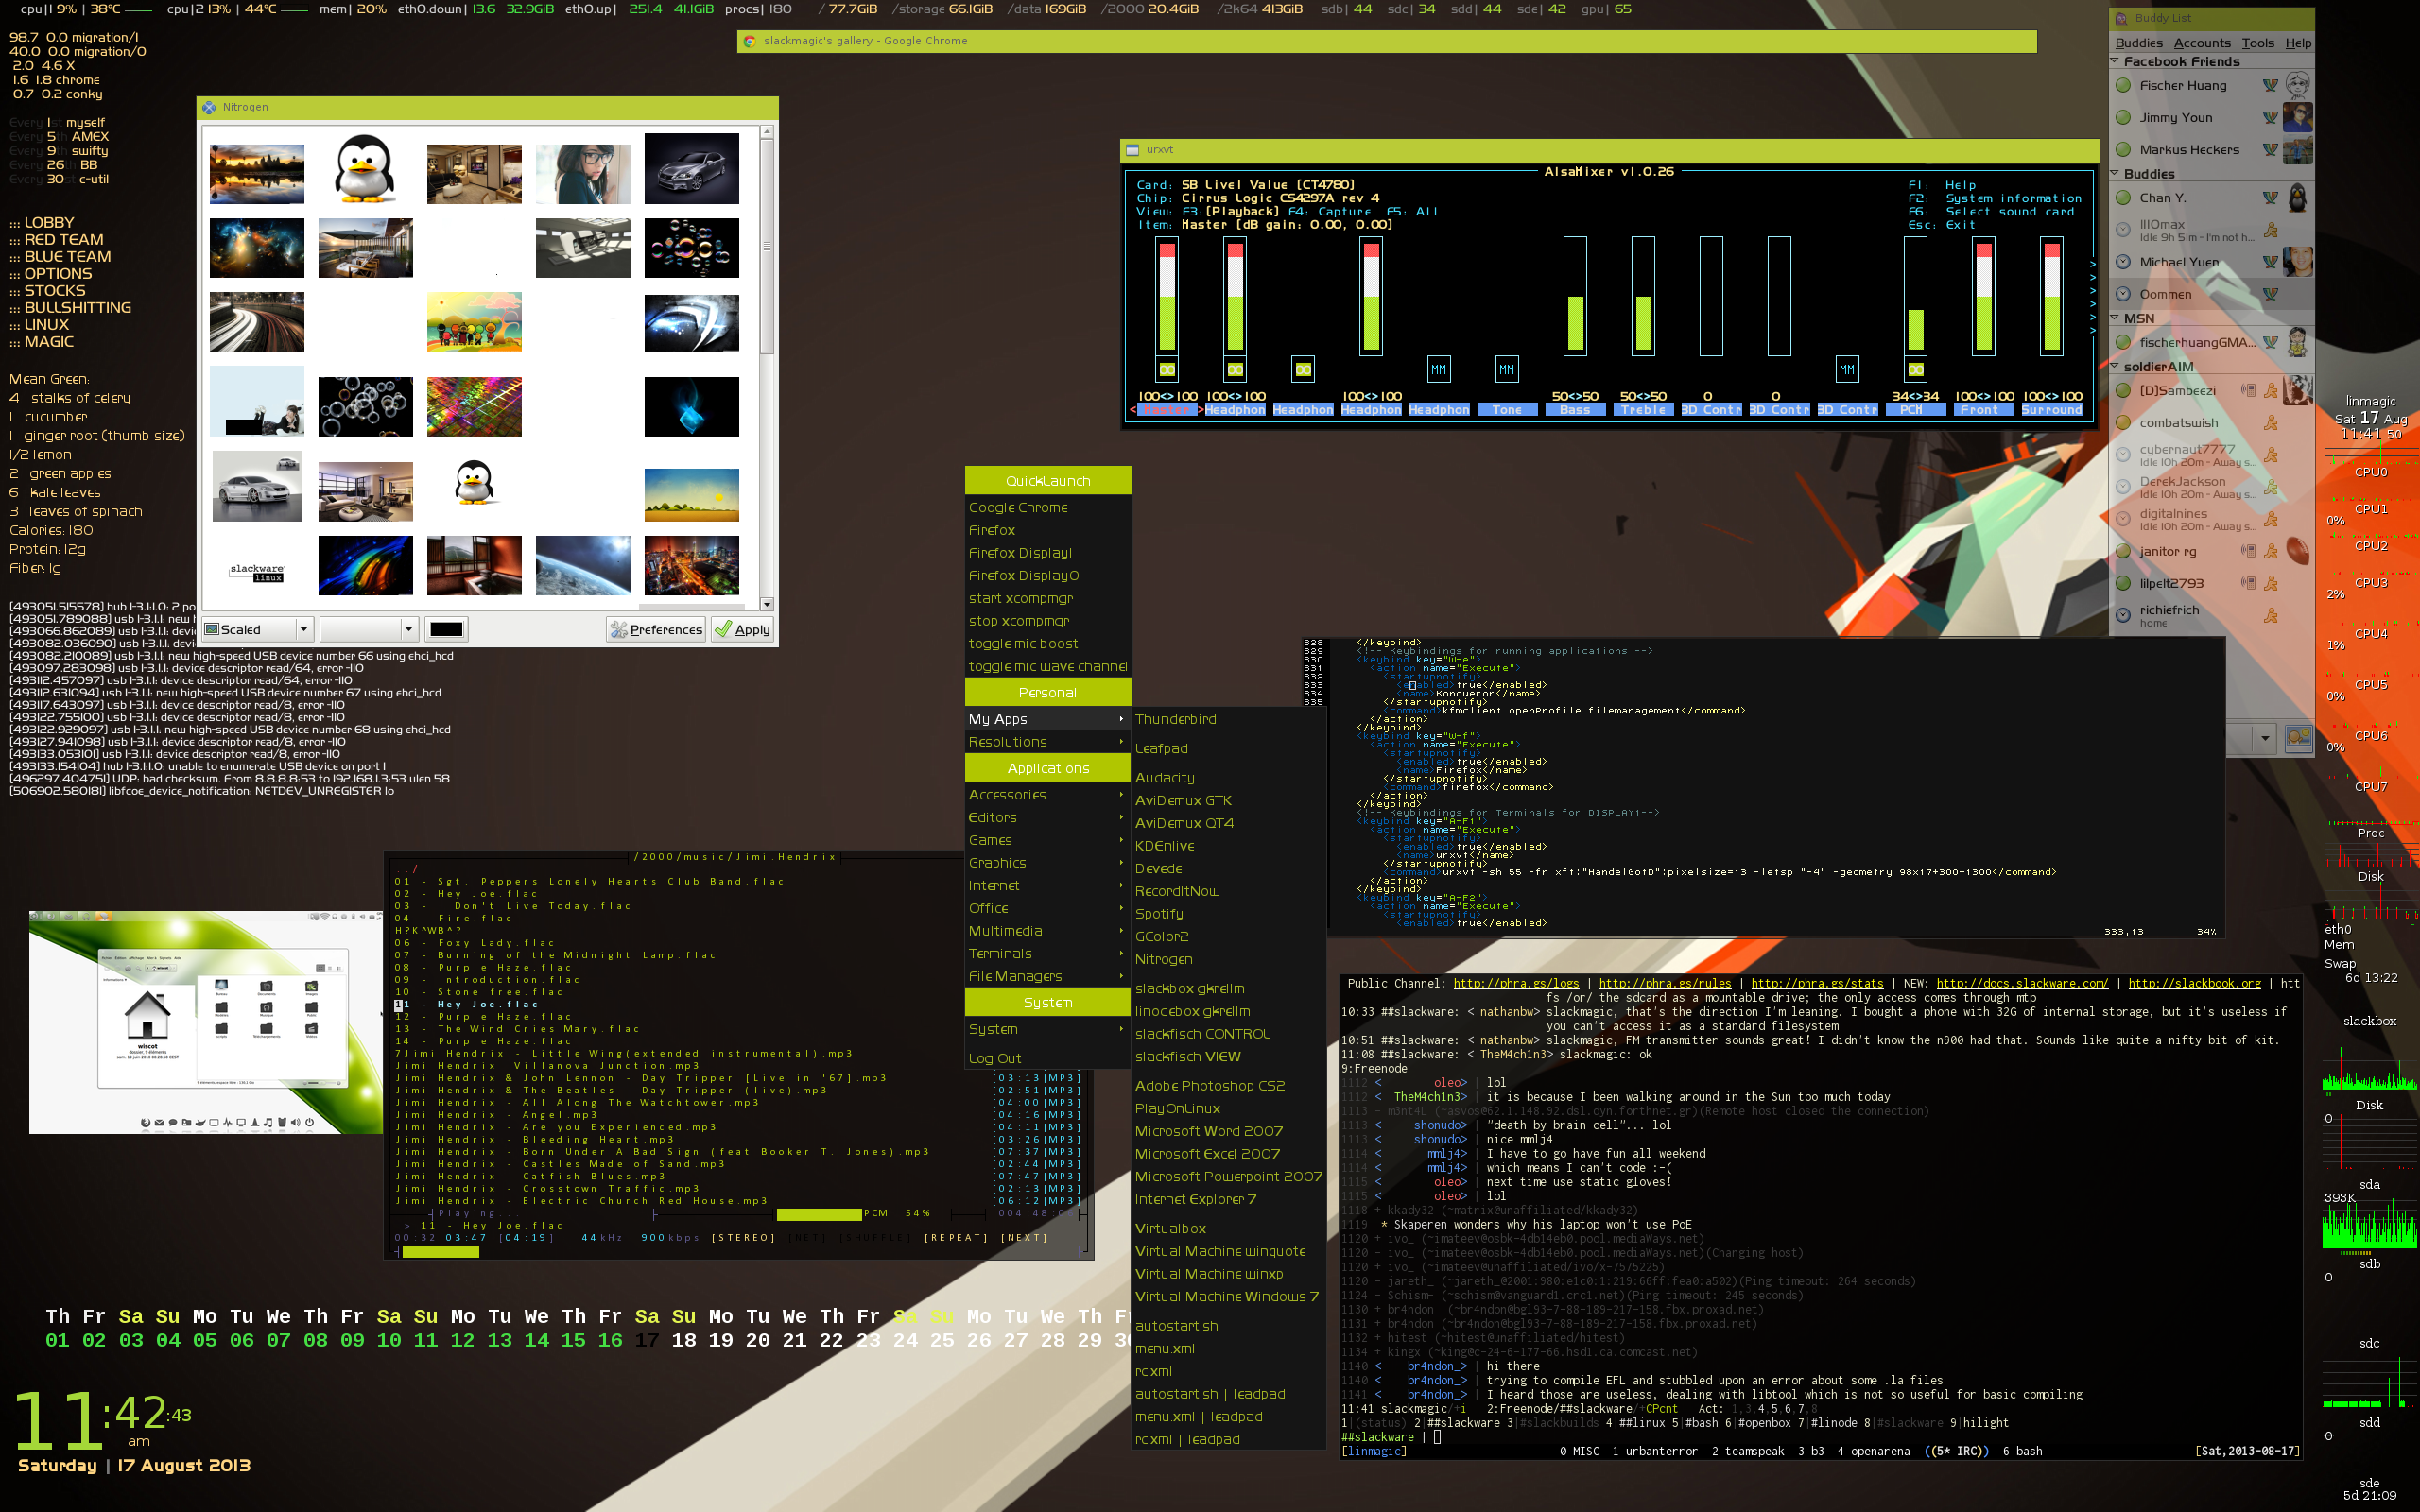 cpu|1 9% | 38°C cpu|2 13% | 44°C mem| 20% eth0.down| 13.6 32.9GiB eth0.up| 251.4 41.1GiB procs| 180 / 77.7GiB /storage 66.1GiB /data 169GiB /2000 20.4GiB /2k64 413GiB sdb| 44 sdc| 34 sdd| 44 sde| 42 gpu| 65
98.7 0.0 migration/1
40.0 0.0 migration/0
2.0 4.6 X
1.6 1.8 chrome
0.7 0.2 conky
Every 1st myself
Every 5th AMEX
Every 9th swifty
Every 26th BB
Every 30st e-util
::: LOBBY
::: RED TEAM
::: BLUE TEAM
::: OPTIONS
::: STOCKS
::: BULLSHITTING
::: LINUX
::: MAGIC
Mean Green:
4 stalks of celery
1 cucumber
1 ginger root (thumb size)
1/2 lemon
2 green apples
6 kale leaves
3 leaves of spinach
Calories: 180
Protein: 12g
Fiber: 1g
[493051.515578] hub 1-3.1:1.0: 2 po
[493051.789088] usb 1-3.1.1: new h
[493066.862089] usb 1-3.1.1: devic
[493082.036090] usb 1-3.1.1: devi
[493082.210089] usb 1-3.1.1: new high-speed USB device number 66 using ehci_hcd
[493097.283098] usb 1-3.1.1: device descriptor read/64, error -110
[493112.457097] usb 1-3.1.1: device descriptor read/64, error -110
[493112.631094] usb 1-3.1.1: new high-speed USB device number 67 using ehci_hcd
[493117.643097] usb 1-3.1.1: device descriptor read/8, error -110
[493122.755100] usb 1-3.1.1: device descriptor read/8, error -110
[493122.929097] usb 1-3.1.1: new high-speed USB device number 68 using ehci_hcd
[493127.941098] usb 1-3.1.1: device descriptor read/8, error -110
[493133.053101] usb 1-3.1.1: device descriptor read/8, error -110
[493133.154104] hub 1-3.1:1.0: unable to enumerate USB device on port 1
[496297.404751] UDP: bad checksum. From 8.8.8.8:53 to 192.168.1.3:53 ulen 58
[506902.580181] libfcoe_device_notification: NETDEV_UNREGISTER lo
Nitrogen
slackware
linux
Scaled
Preferences
Apply
slackmagic's gallery - Google Chrome
urxvt
AlsaMixer v1.0.26
Card: SB Live! Value [CT4780]
Chip: Cirrus Logic CS4297A rev 4
View: F3:[Playback] F4: Capture F5: All
Item: Master [dB gain: 0.00, 0.00]
F1: Help
F2: System information
F6: Select sound card
Esc: Exit
OO OO OO MM MM MM OO
100<>100 100<>100 100<>100 50<>50 50<>50 0 0 34<>34 100<>100 100<>100
< Master > Headphon Headphon Headphon Headphon Tone Bass Treble 3D Contr 3D Contr 3D Contr PCM Front Surround
Buddy List
Buddies Accounts Tools Help
Facebook Friends
Fischer Huang
Jimmy Youn
Markus Heckers
Buddies
Chan Y.
lll0max
Idle 9h 51m - I'm not h...
Michael Yuen
Oommen
MSN
fischerhuangGMA...
soldierAIM
[D]Sambeezi
combatswish
cybernaut7777
Idle 10h 20m - Away s...
DerekJackson
Idle 10h 20m - Away s...
digitalnines
Idle 10h 20m - Away s...
janitor rg
lilpelt2793
richiefrich
home
linmagic
Sat 17 Aug
11:41 50
CPU0
CPU1
0%
CPU2
CPU3
2%
CPU4
1%
CPU5
0%
CPU6
0%
CPU7
Proc
Disk
eth0
Mem
Swap
6d 13:22
slackbox
0
Disk
sda
393K
sdb
0
sdc
sdd
0
sde
5d 21:09
QuickLaunch
Google Chrome
Firefox
Firefox Display1
Firefox Display0
start xcompmgr
stop xcompmgr
toggle mic boost
toggle mic wave channel
Personal
My Apps
Resolutions
Applications
Accessories
Editors
Games
Graphics
Internet
Office
Multimedia
Terminals
File Managers
System
System
Log Out
Thunderbird
Leafpad
Audacity
AviDemux GTK
AviDemux QT4
KDEnlive
Devede
RecordItNow
Spotify
GColor2
Nitrogen
slackbox gkrellm
linodebox gkrellm
slackfisch CONTROL
slackfisch VIEW
Adobe Photoshop CS2
PlayOnLinux
Microsoft Word 2007
Microsoft Excel 2007
Microsoft Powerpoint 2007
Internet Explorer 7
Virtualbox
Virtual Machine winquote
Virtual Machine winxp
Virtual Machine Windows 7
autostart.sh
menu.xml
rc.xml
autostart.sh | leadpad
menu.xml | leadpad
rc.xml | leadpad
328 </keybind>
329 <!-- Keybindings for running applications -->
330 <keybind key="W-e">
331 <action name="Execute">
332 <startupnotify>
333 <enabled>true</enabled>
334 <name>Konqueror</name>
335 </startupnotify>
<command>kfmclient openProfile filemanagement</command>
</action>
</keybind>
<keybind key="W-f">
<action name="Execute">
<startupnotify>
<enabled>true</enabled>
<name>Firefox</name>
</startupnotify>
<command>firefox</command>
</action>
</keybind>
<!-- Keybindings for Terminals for DISPLAY1-->
<keybind key="A-F1">
<action name="Execute">
<startupnotify>
<enabled>true</enabled>
<name>urxvt</name>
</startupnotify>
<command>urxvt -sh 55 -fn xft:"HandelGotD":pixelsize=13 -letsp "-4" -geometry 98x17+300+1300</command>
</action>
</keybind>
<keybind key="A-F2">
<action name="Execute">
<startupnotify>
<enabled>true</enabled>
333,13 34%
/2000/music/Jimi.Hendrix
../
01 - Sgt. Peppers Lonely Hearts Club Band.flac
02 - Hey Joe.flac
03 - I Don't Live Today.flac
04 - Fire.flac
H?K^WB^?
06 - Foxy Lady.flac
07 - Burning of the Midnight Lamp.flac
08 - Purple Haze.flac
09 - Introduction.flac
10 - Stone free.flac
11 - Hey Joe.flac
12 - Purple Haze.flac
13 - The Wind Cries Mary.flac
14 - Purple Haze.flac
7Jimi Hendrix - Little Wing(extended instrumental).mp3
Jimi Hendrix Villanova Junction.mp3
Jimi Hendrix & John Lennon - Day Tripper [Live in '67].mp3 [03:13|MP3]
Jimi Hendrix & The Beatles - Day Tripper (live).mp3 [02:51|MP3]
Jimi Hendrix - All Along The Watchtower.mp3 [04:00|MP3]
Jimi Hendrix - Angel.mp3 [04:16|MP3]
Jimi Hendrix - Are you Experienced.mp3 [04:11|MP3]
Jimi Hendrix - Bleeding Heart.mp3 [03:26|MP3]
Jimi Hendrix - Born Under A Bad Sign (feat Booker T. Jones).mp3 [07:37|MP3]
Jimi Hendrix - Castles Made of Sand.mp3 [02:44|MP3]
Jimi Hendrix - Catfish Blues.mp3 [07:47|MP3]
Jimi Hendrix - Crosstown Traffic.mp3 [02:13|MP3]
Jimi Hendrix - Electric Church Red House.mp3 [06:12|MP3]
Playing... PCM 54%
> 11 - Hey Joe.flac
00:32 03:47 [04:19] 44kHz 900kbps [STEREO] [NET] [SHUFFLE] [REPEAT] [NEXT]
wiscot
Public Channel: http://phra.gs/logs | http://phra.gs/rules | http://phra.gs/stats | NEW: http://docs.slackware.com/ | http://slackbook.org | htt
fs /or/ the sdcard as a mountable drive; the only access comes through mtp
10:33 ##slackware: < nathanbw> slackmagic, that's the direction I'm leaning. I bought a phone with 32G of internal storage, but it's useless if
you can't access it as a standard filesystem
10:51 ##slackware: < nathanbw> slackmagic, FM transmitter sounds great! I didn't know the n900 had that. Sounds like quite a nifty bit of kit.
11:08 ##slackware: < TheM4ch1n3> slackmagic: ok
9:Freenode
1112 < oleo> | lol
1112 < TheM4ch1n3> | it is because I been walking around in the Sun too much today
1113 - m3nt4L (~asvos@62.1.148.92.dsl.dyn.forthnet.gr)(Remote host closed the connection)
1113 < shonudo> | "death by brain cell"... lol
1113 < shonudo> | nice mmlj4
1114 < mmlj4> | I have to go have fun all weekend
1114 < mmlj4> | which means I can't code :-(
1115 < oleo> | next time use static gloves!
1115 < oleo> | lol
1118 + kkady32 (~matrix@unaffiliated/kkady32)
1119 * Skaperen wonders why his laptop won't use PoE
1120 + ivo_ (~imateev@osbk-4db14eb0.pool.mediaWays.net)
1120 - ivo_ (~imateev@osbk-4db14eb0.pool.mediaWays.net)(Changing host)
1120 + ivo_ (~imateev@unaffiliated/ivo/x-7575225)
1120 - jareth_ (~jareth_@2001:980:e1c0:1:219:66ff:fea0:a502)(Ping timeout: 264 seconds)
1124 - Schism- (~schism@vanguard1.crc1.net)(Ping timeout: 245 seconds)
1130 + br4ndon_ (~br4ndon@bgl93-7-88-189-217-158.fbx.proxad.net)
1131 + br4ndon (~br4ndon@bgl93-7-88-189-217-158.fbx.proxad.net)
1132 + hitest (~hitest@unaffiliated/hitest)
1134 + kingx (~king@c-24-6-177-66.hsd1.ca.comcast.net)
1140 < br4ndon_> | hi there
1140 < br4ndon_> | trying to compile EFL and stubbled upon an error about some .la files
1141 < br4ndon_> | I heard those are useless, dealing with libtool which is not so useful for basic compiling
11:41 slackmagic/+i 2:Freenode/##slackware/+CPcnt Act: 1,3,4,5,6,7,8
1|(status) 2|##slackware 3|#slackbuilds 4|##linux 5|#bash 6|#openbox 7|#linode 8|#slackware 9|hilight
##slackware |
[linmagic] 0 MISC 1 urbanterror 2 teamspeak 3 b3 4 openarena ((5* IRC)) 6 bash [Sat,2013-08-17]
Th Fr Sa Su Mo Tu We Th Fr Sa Su Mo Tu We Th Fr Sa Su Mo Tu We Th Fr Sa Su Mo Tu We Th F
01 02 03 04 05 06 07 08 09 10 11 12 13 14 15 16 17 18 19 20 21 22 23 24 25 26 27 28 29 30
11:42:43
am
Saturday | 17 August 2013